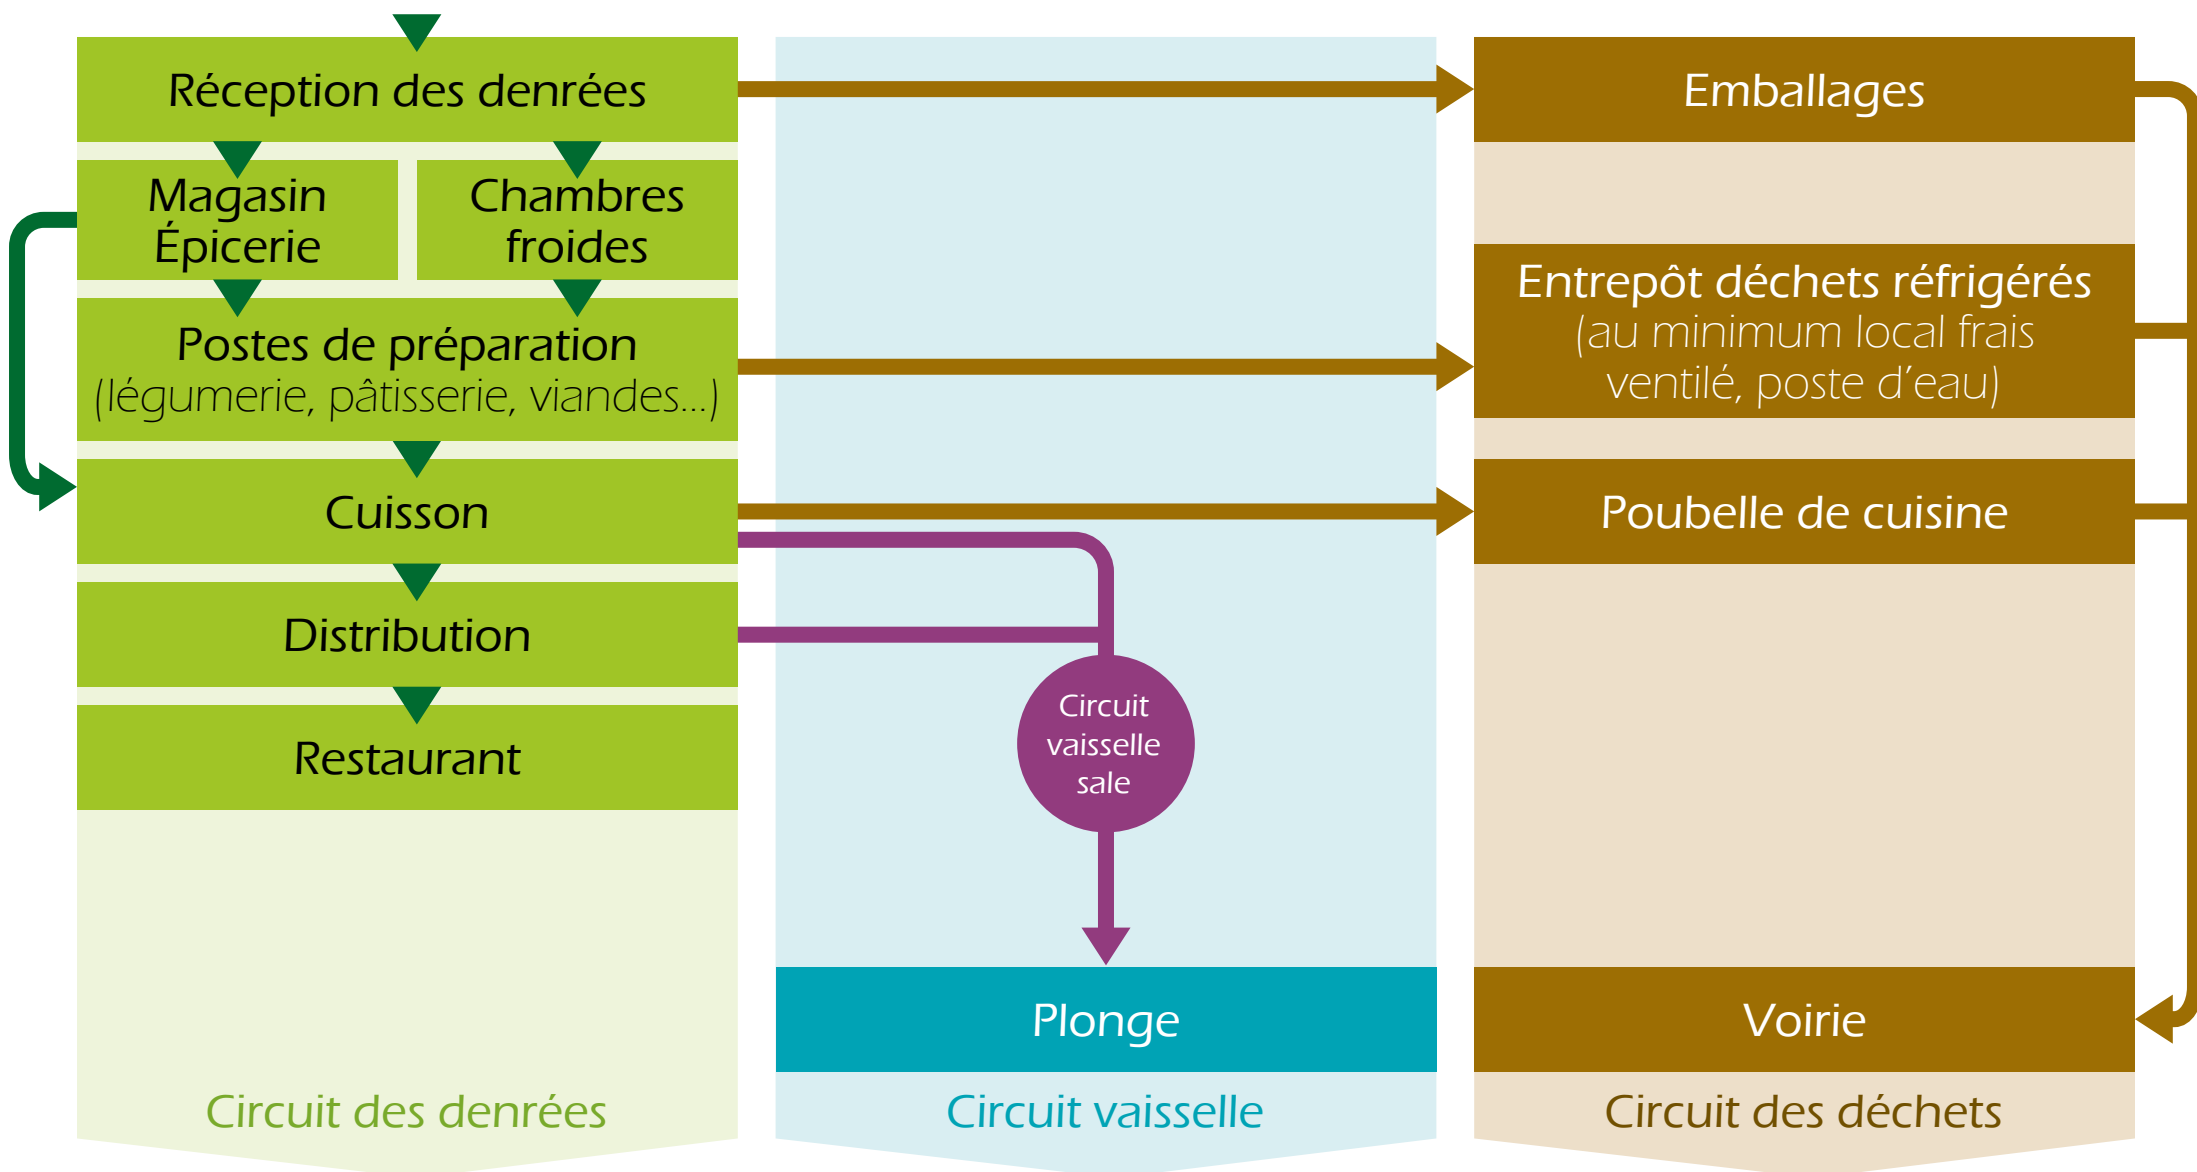 Réception des denrées
Magasin
Épicerie
Chambres
froides
Postes de préparation
(légumerie, pâtisserie, viandes...)
Cuisson
Distribution
Restaurant
Circuit des denrées
Circuit
vaisselle
sale
Plonge
Circuit vaisselle
Emballages
Entrepôt déchets réfrigérés
(au minimum local frais
ventilé, poste d’eau)
Poubelle de cuisine
Voirie
Circuit des déchets